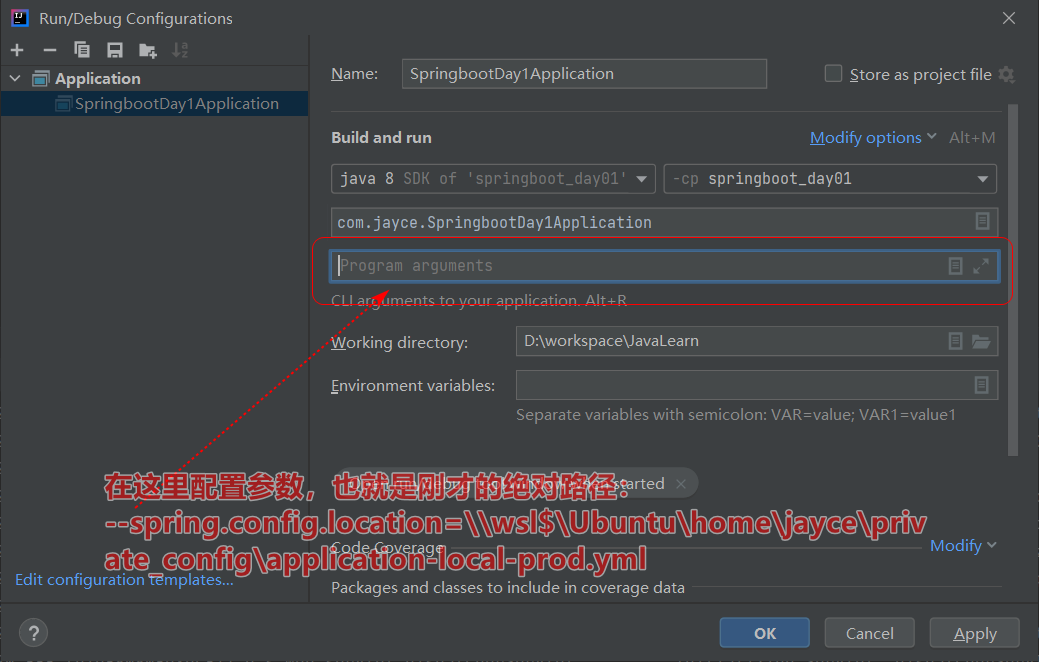 Run/Debug Configurations
Application
SpringbootDay1Application
Edit configuration templates...
Name: SpringbootDay1Application Store as project file
Build and run Modify options Alt+M
java 8 SDK of 'springboot_day01' -cp springboot_day01
com.jayce.SpringbootDay1Application
Program arguments
CLI arguments to your application. Alt+R
Working directory: D:\workspace\JavaLearn
Environment variables:
Separate variables with semicolon: VAR=value; VAR1=value1
started
在这里配置参数，也就是刚才的绝对路径：
--spring.config.location=\\wsl$\Ubuntu\home\jayce\priv
ate_config\application-local-prod.yml
Code Coverage Modify
Packages and classes to include in coverage data
? OK Cancel Apply